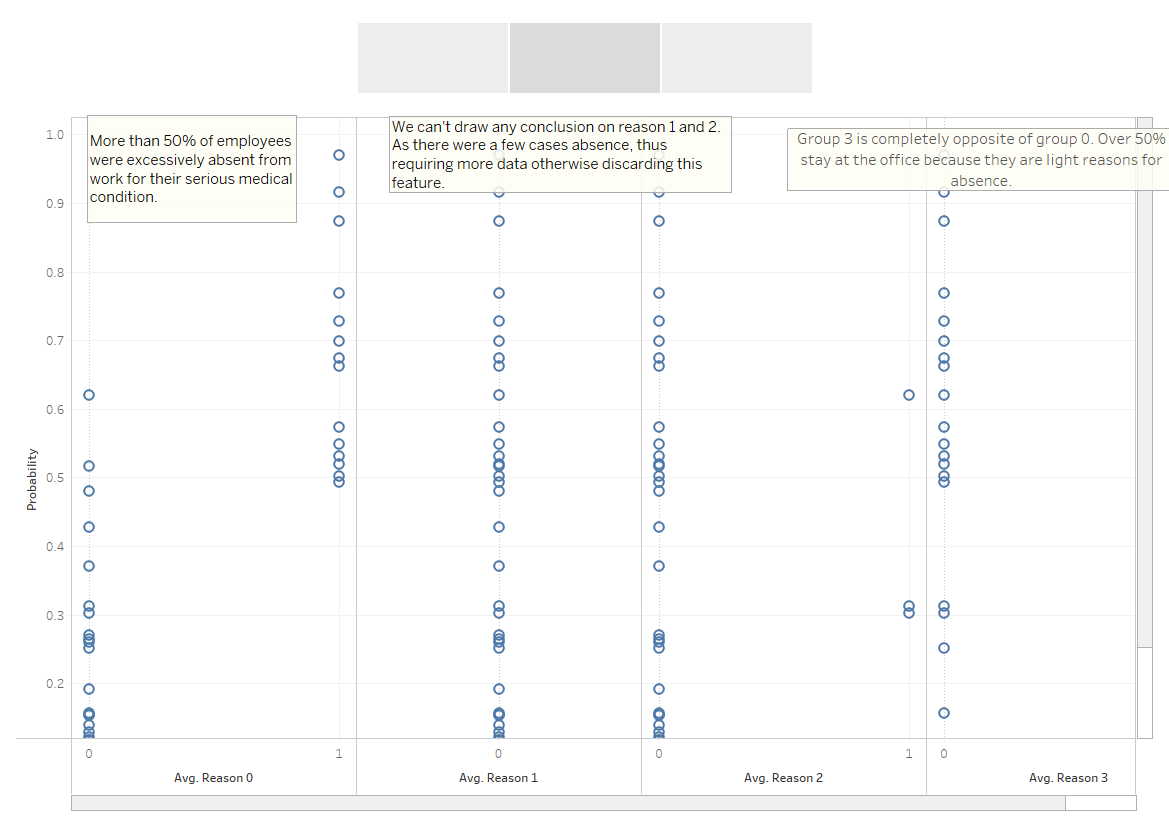 More than 50% of employees
were excessively absent from
work for their serious medical
condition.
We can't draw any conclusion on reason 1 and 2.
As there were a few cases absence, thus
requiring more data otherwise discarding this
feature.
Group 3 is completely opposite of group 0. Over 50%
stay at the office because they are light reasons for
absence.
1.0
0.9
0.8
0.7
0.6
0.5
0.4
0.3
0.2
Probability
0 1 0 0 1 0
Avg. Reason 0 Avg. Reason 1 Avg. Reason 2 Avg. Reason 3